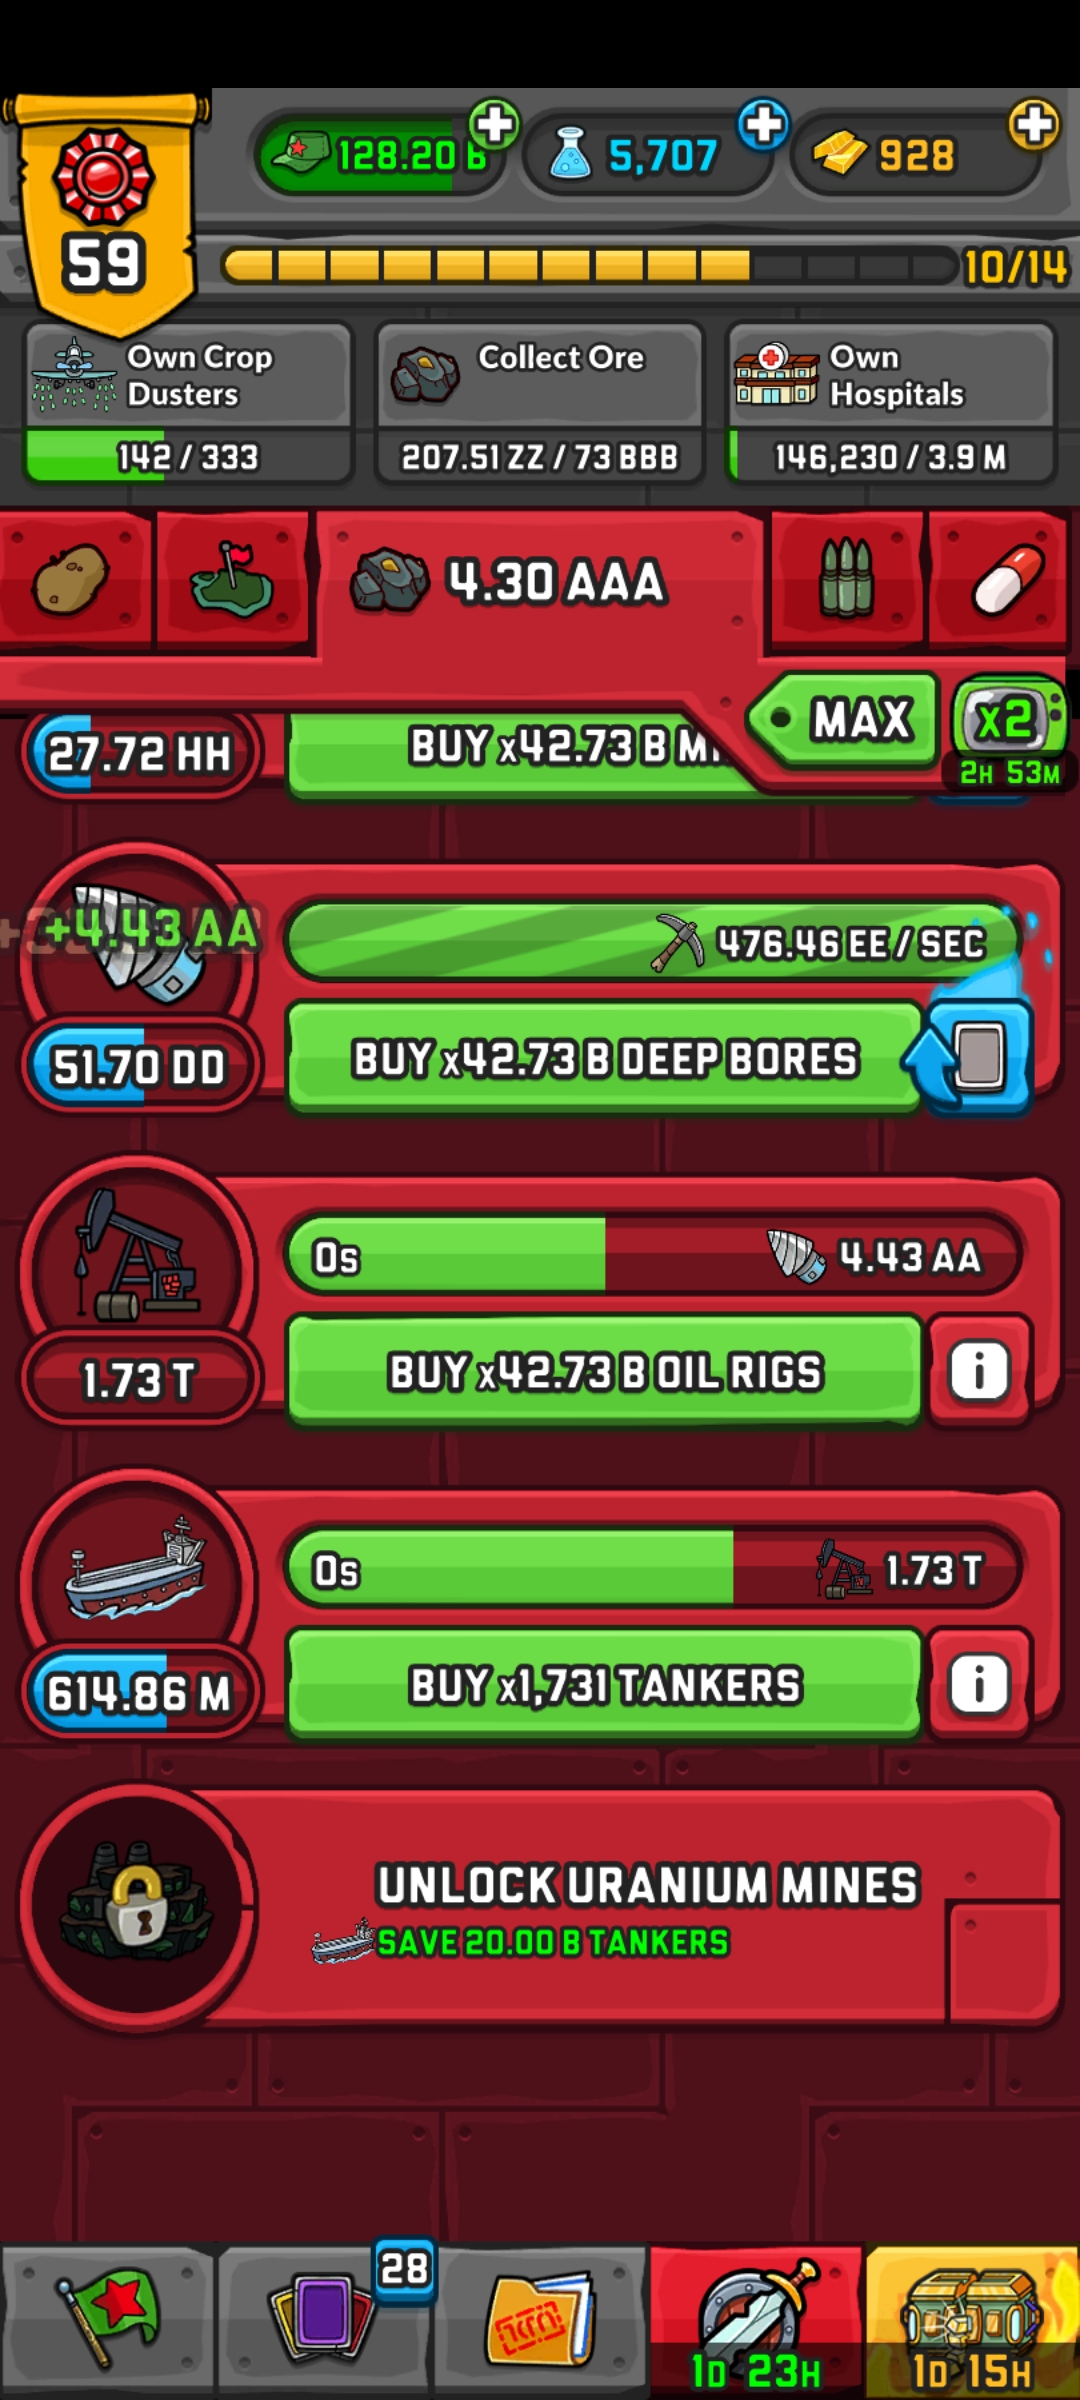 128.20 B
5,707
928
59
10/14
Own Crop
Dusters
142 / 333
Collect Ore
207.51 ZZ / 73 BBB
Own
Hospitals
146,230 / 3.9 M
4.30 AAA
MAX
x2
2H 53M
27.72 HH
BUY x42.73 B
+4.43 AA
476.46 EE / SEC
51.70 DD
BUY x42.73 B DEEP BORES
0s
4.43 AA
1.73 T
BUY x42.73 B OIL RIGS
i
0s
1.73 T
614.86 M
BUY x1,731 TANKERS
i
UNLOCK URANIUM MINES
SAVE 20.00 B TANKERS
28
1D 23H
1D 15H